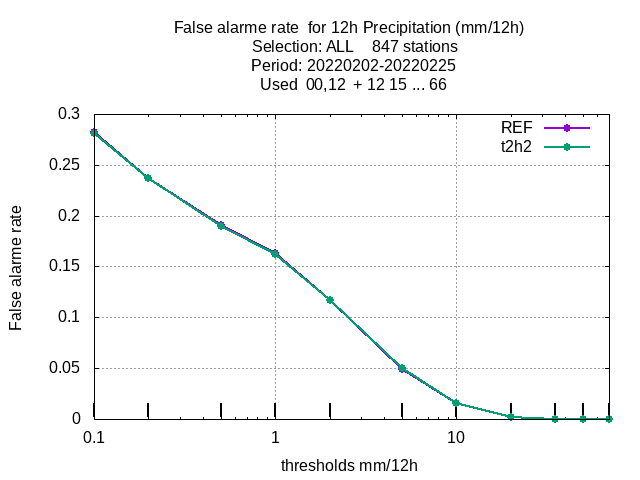 False alarme rate  for 12h Precipitation (mm/12h)
Selection: ALL    847 stations
Period: 20220202-20220225
Used  00,12  + 12 15 ... 66
REF
t2h2
0.3
0.25
0.2
0.15
0.1
0.05
0
False alarme rate
0.1 1 10
thresholds mm/12h